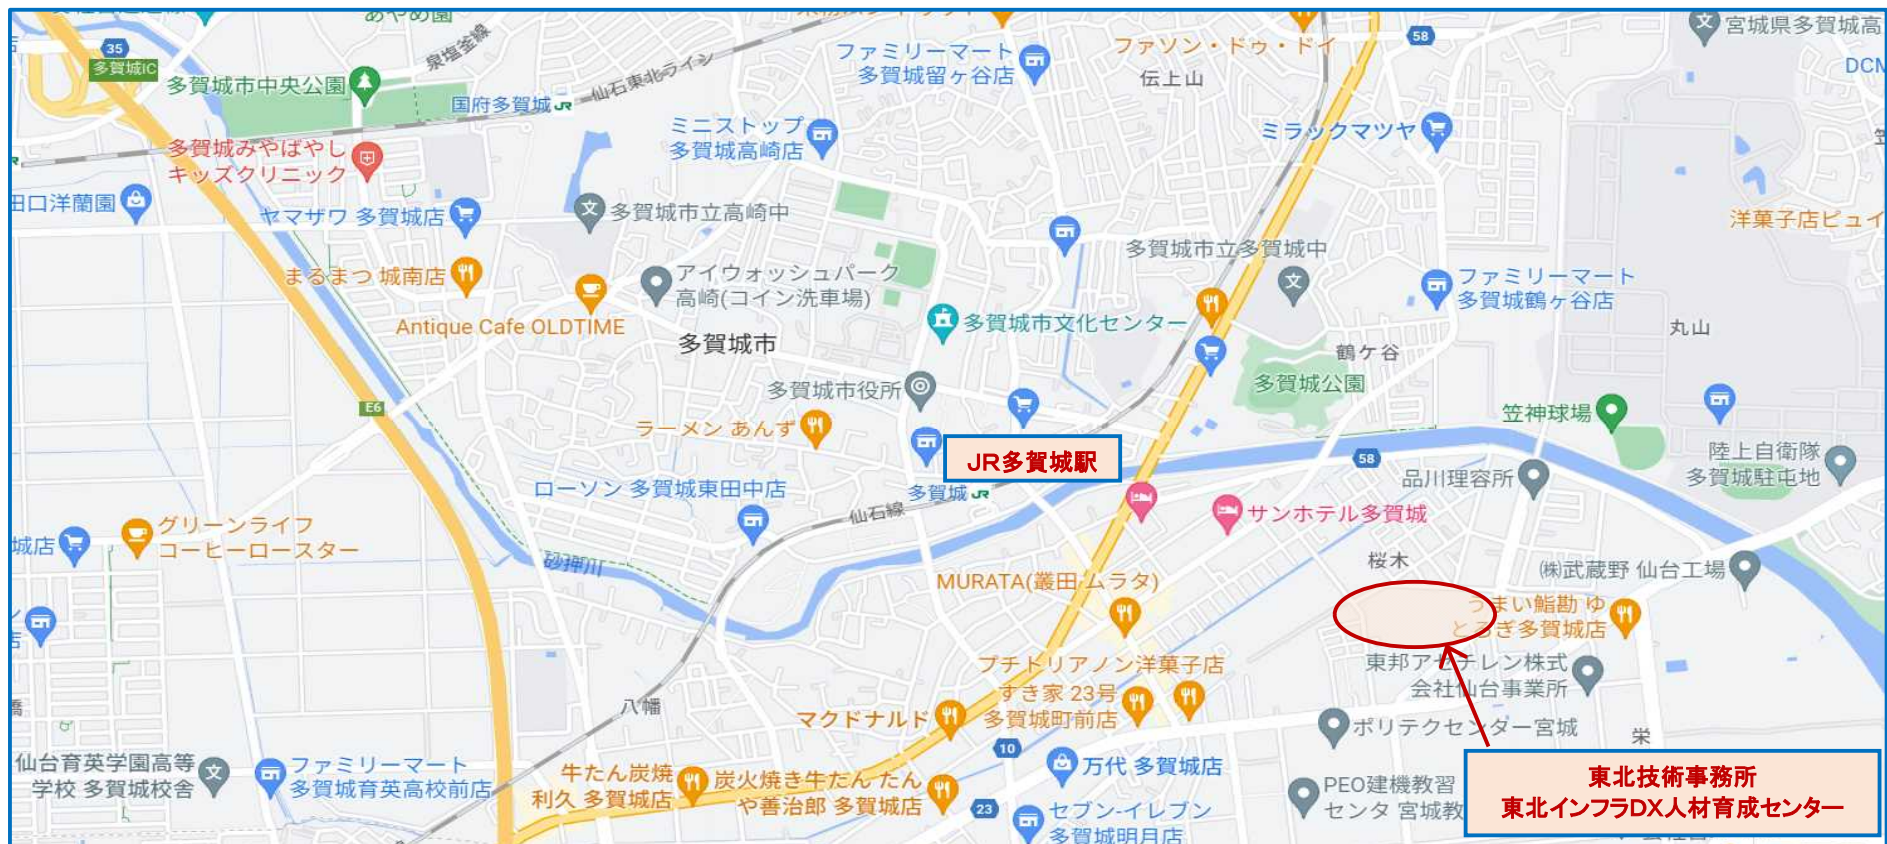 あやめ園
35
多賀城IC
多賀城市中央公園
泉塩釜線
国府多賀城
JR
仙石東北ライン
ファミリーマート
多賀城留ヶ谷店
ファソン・ドゥ・ドイ
伝上山
58
宮城県多賀城高
DCM
ミニストップ
多賀城高崎店
ミラックマツヤ
多賀城みやばやし
キッズクリニック
田口洋蘭園
ヤマザワ 多賀城店
多賀城市立高崎中
洋菓子店ピュイ
多賀城市立多賀城中
まるまつ 城南店
アイウォッシュパーク
高崎(コイン洗車場)
ファミリーマート
多賀城鶴ヶ谷店
Antique Cafe OLDTIME
多賀城市
多賀城市文化センター
丸山
鶴ケ谷
多賀城市役所
多賀城公園
E6
ラーメン あんず
笠神球場
JR多賀城駅
58
陸上自衛隊
多賀城駐屯地
品川理容所
ローソン 多賀城東田中店
多賀城
JR
仙石線
サンホテル多賀城
グリーンライフ
コーヒーロースター
城店
砂押川
桜木
㈱武蔵野 仙台工場
MURATA(叢田 ムラタ)
うまい鮨勘 ゆ
とろぎ多賀城店
東邦アセチレン株式
会社仙台事業所
プチトリアノン洋菓子店
すき家 23号
多賀城町前店
八幡
マクドナルド
ポリテクセンター宮城
栄
10
仙台育英学園高等
学校 多賀城校舎
ファミリーマート
多賀城育英高校前店
牛たん炭焼
利久 多賀城店
炭火焼き牛たん たん
や善治郎 多賀城店
万代 多賀城店
23
セブン-イレブン
多賀城明月店
PEO建機教習
センタ 宮城教
東北技術事務所
東北インフラDX人材育成センター